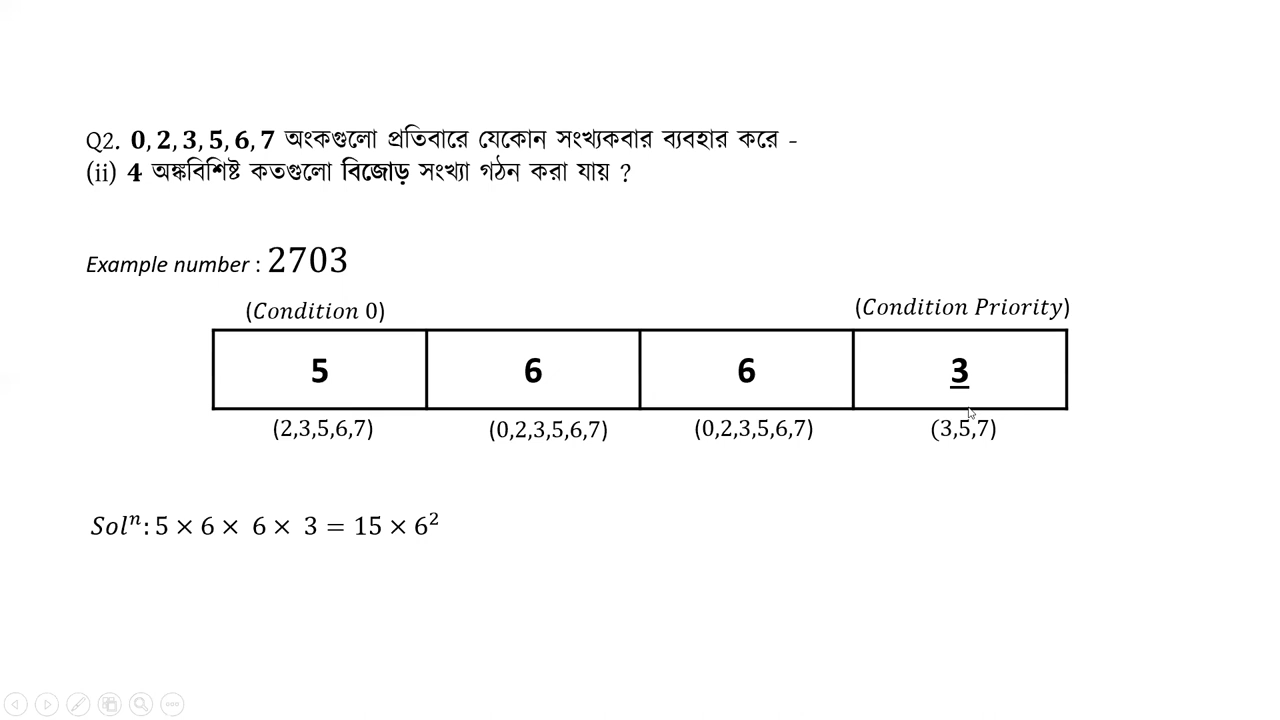 Q2. 0, 2, 3, 5, 6, 7 অংকগুলো প্রতিবারে যেকোন সংখ্যকবার ব্যবহার করে -
(ii) 4 অঙ্কবিশিষ্ট কতগুলো বিজোড় সংখ্যা গঠন করা যায় ?
Example number : 2703
(Condition 0) (Condition Priority)
5 6 6 3
(2,3,5,6,7) (0,2,3,5,6,7) (0,2,3,5,6,7) (3,5,7)
Solⁿ: 5 × 6 × 6 × 3 = 15 × 6²